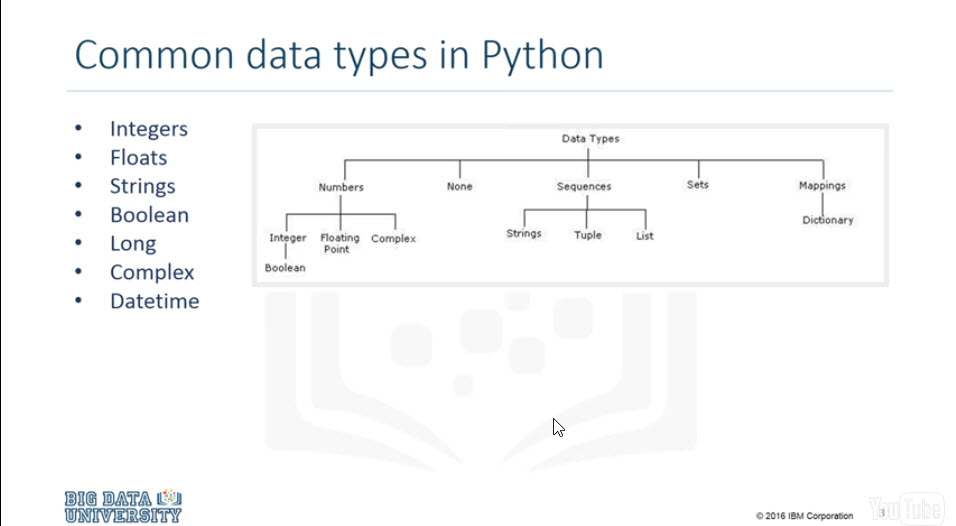 Common data types in Python
• Integers
• Floats
• Strings
• Boolean
• Long
• Complex
• Datetime
Data Types
Numbers None Sequences Sets Mappings
Integer Floating Point Complex Strings Tuple List Dictionary
Boolean
BIG DATA
UNIVERSITY
© 2016 IBM Corporation
3
YouTube